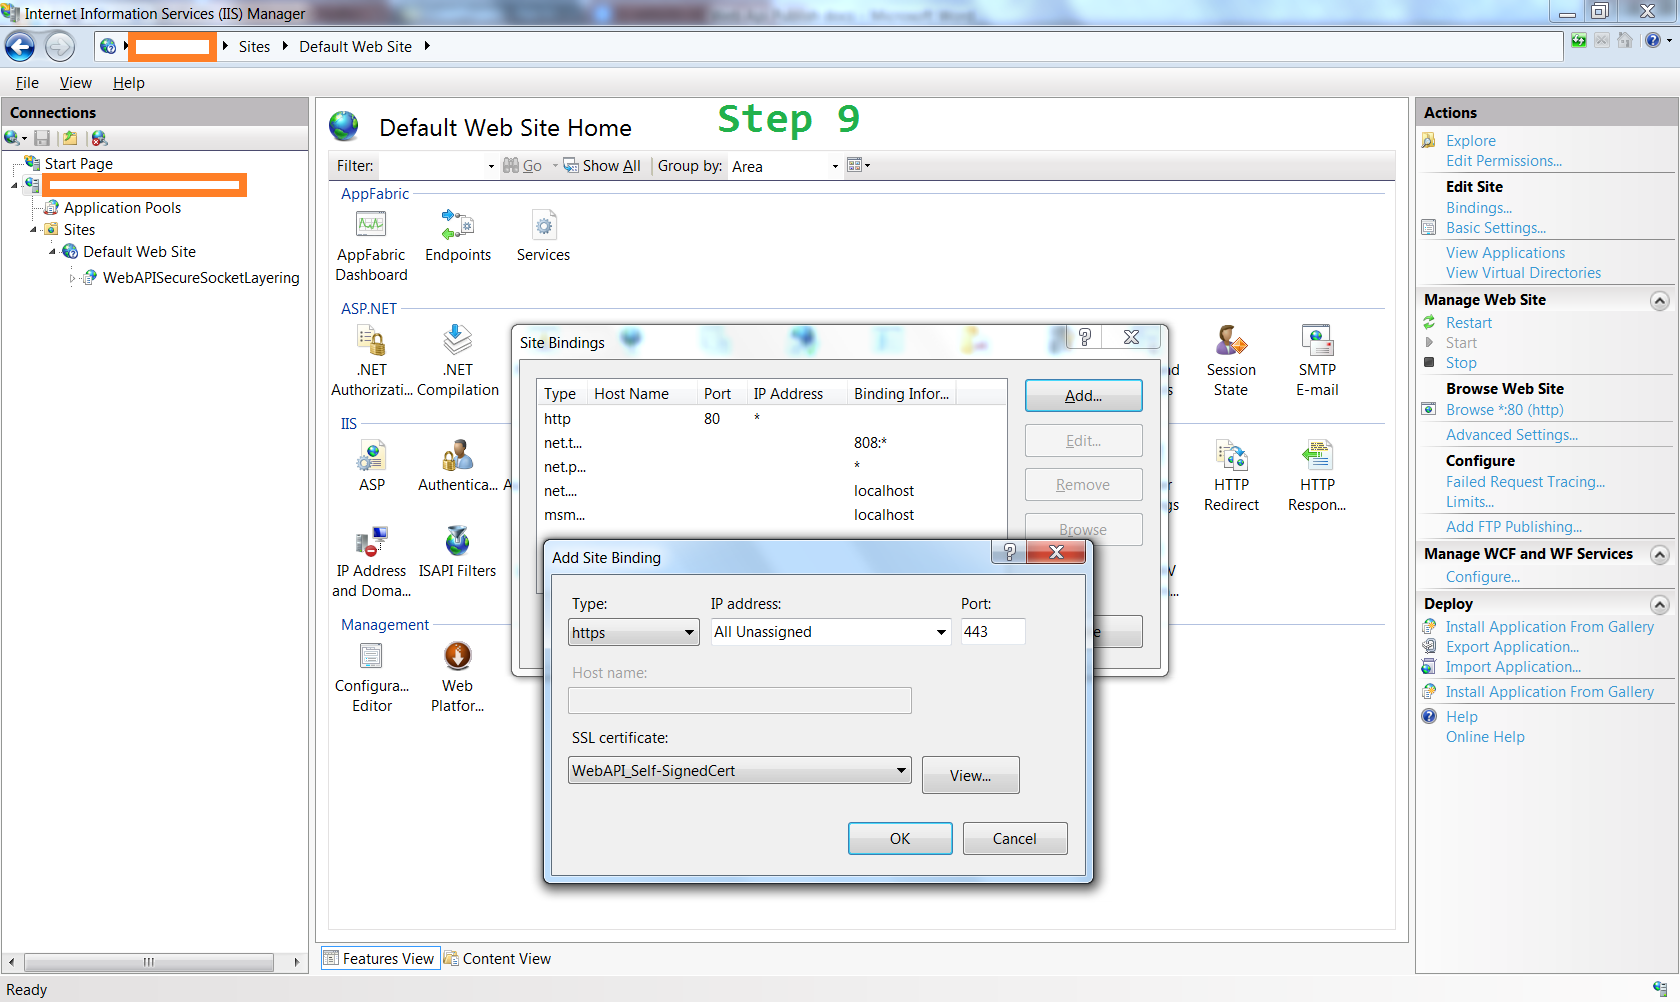 Internet Information Services (IIS) Manager
Sites
Default Web Site
File View Help
Connections
Start Page
Application Pools
Sites
Default Web Site
WebAPISecureSocketLayering
Default Web Site Home
Step 9
Filter:
Go
Show All
Group by: Area
AppFabric
AppFabric Dashboard
Endpoints
Services
ASP.NET
.NET Authorizati...
.NET Compilation
Session State
SMTP E-mail
IIS
ASP
Authentica...
HTTP Redirect
HTTP Respon...
IP Address and Doma...
ISAPI Filters
Management
Configura... Editor
Web Platfor...
Site Bindings
Type Host Name Port IP Address Binding Infor...
http 80 *
net.t... 808:*
net.p... *
net.... localhost
msm... localhost
Add...
Edit...
Remove
Browse
Add Site Binding
Type: IP address: Port:
https All Unassigned 443
Host name:
SSL certificate:
WebAPI_Self-SignedCert
View...
OK
Cancel
Features View
Content View
Actions
Explore
Edit Permissions...
Edit Site
Bindings...
Basic Settings...
View Applications
View Virtual Directories
Manage Web Site
Restart
Start
Stop
Browse Web Site
Browse *:80 (http)
Advanced Settings...
Configure
Failed Request Tracing...
Limits...
Add FTP Publishing...
Manage WCF and WF Services
Configure...
Deploy
Install Application From Gallery
Export Application...
Import Application...
Install Application From Gallery
Help
Online Help
Ready